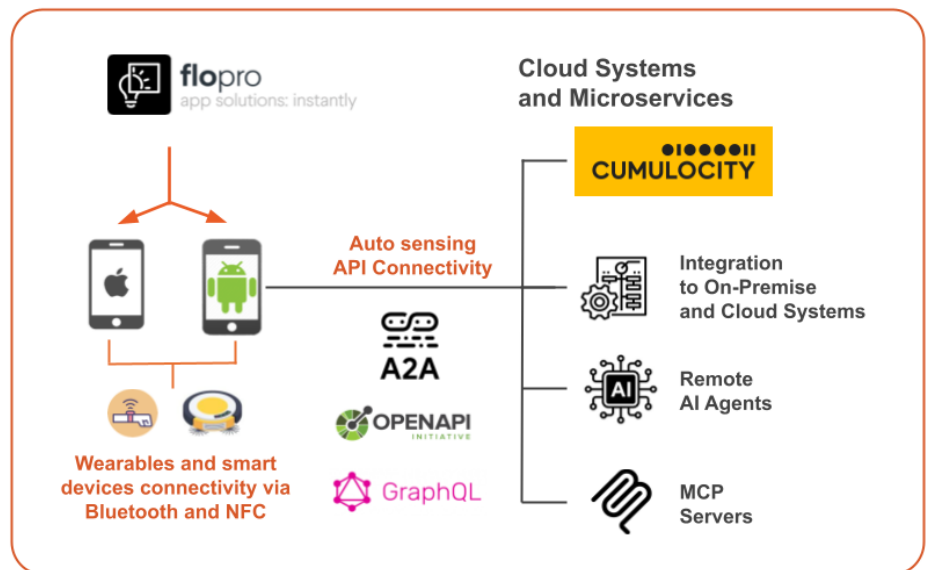 flopro
app solutions: instantly
Cloud Systems
and Microservices
CUMULOCITY
Auto sensing
API Connectivity
Integration
to On-Premise
and Cloud Systems
A2A
AI
Remote
AI Agents
OPENAPI
INITIATIVE
Wearables and smart
devices connectivity via
Bluetooth and NFC
GraphQL
MCP
Servers